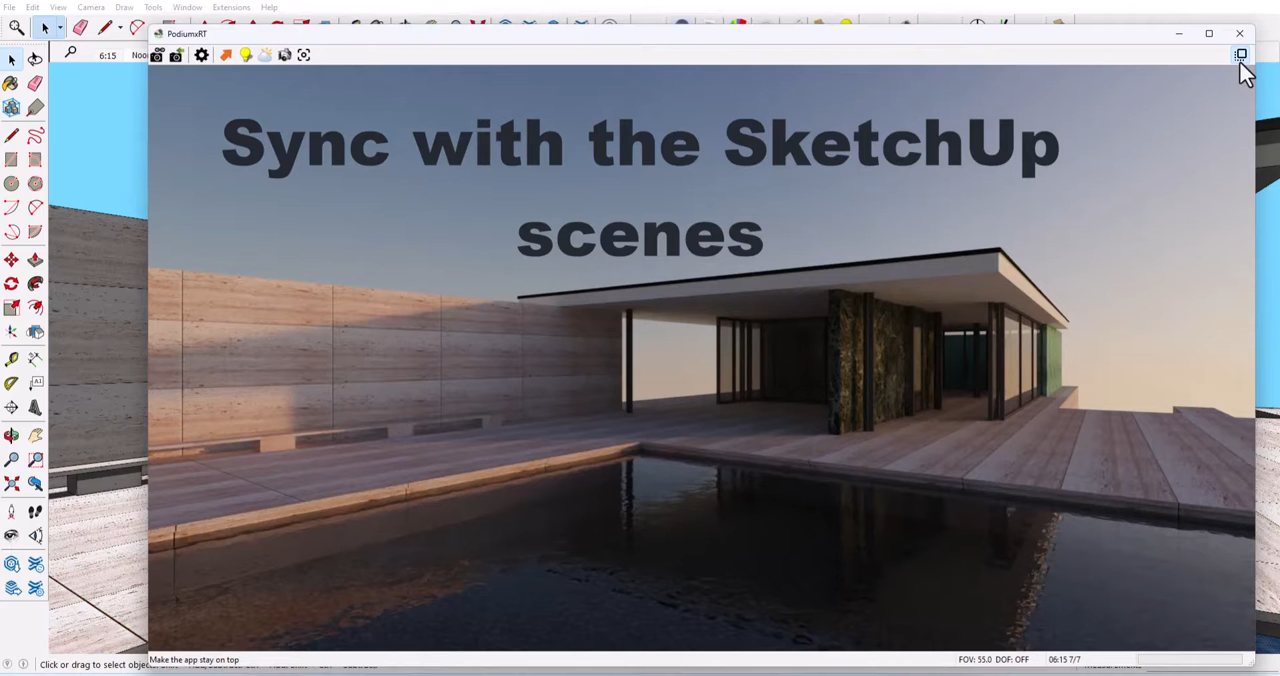 File Edit View Camera Draw Tools Window Extensions Help
PodiumxRT
6:15 Noo
Sync with the SketchUp
scenes
Make the app stay on top
FOV: 55.0 DOF: OFF 06:15 7/7
Click or drag to select objects